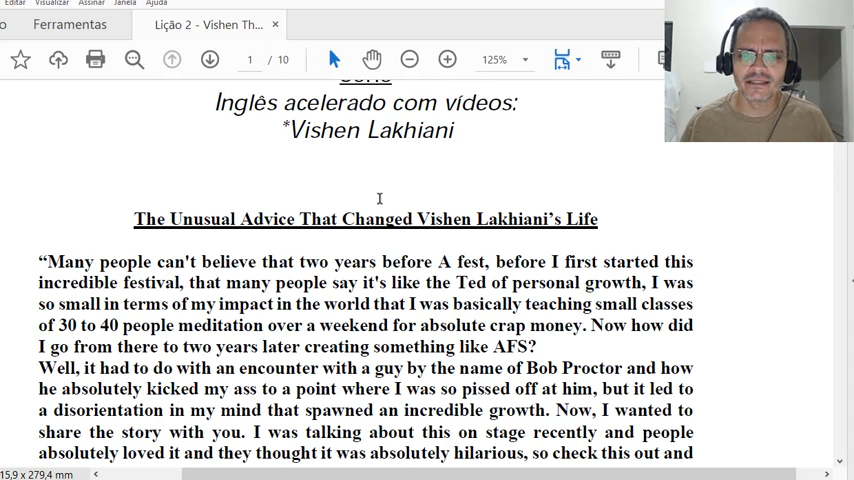 Editar Visualizar Assinar Janela Ajuda
Ferramentas
Lição 2 - Vishen Th... ×
1 / 10
125%
Inglês acelerado com vídeos:
*Vishen Lakhiani
The Unusual Advice That Changed Vishen Lakhiani's Life
“Many people can't believe that two years before A fest, before I first started this
incredible festival, that many people say it's like the Ted of personal growth, I was
so small in terms of my impact in the world that I was basically teaching small classes
of 30 to 40 people meditation over a weekend for absolute crap money. Now how did
I go from there to two years later creating something like AFS?
Well, it had to do with an encounter with a guy by the name of Bob Proctor and how
he absolutely kicked my ass to a point where I was so pissed off at him, but it led to
a disorientation in my mind that spawned an incredible growth. Now, I wanted to
share the story with you. I was talking about this on stage recently and people
absolutely loved it and they thought it was absolutely hilarious, so check this out and
15,9 x 279,4 mm